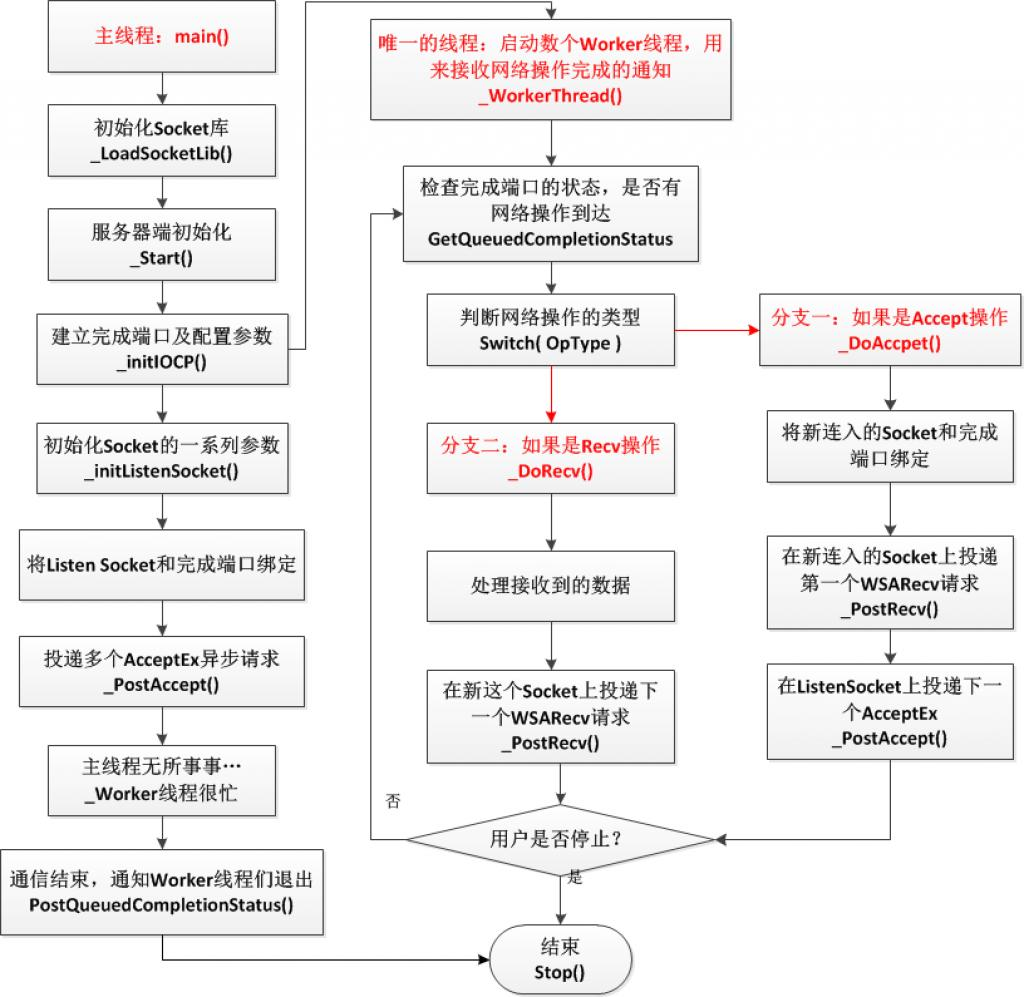 主线程：main()
初始化Socket库
_LoadSocketLib()
服务器端初始化
_Start()
建立完成端口及配置参数
_initIOCP()
初始化Socket的一系列参数
_initListenSocket()
将Listen Socket和完成端口绑定
投递多个AcceptEx异步请求
_PostAccept()
主线程无所事事…
_Worker线程很忙
通信结束，通知Worker线程们退出
PostQueuedCompletionStatus()
唯一的线程：启动数个Worker线程，用
来接收网络操作完成的通知
_WorkerThread()
检查完成端口的状态，是否有
网络操作到达
GetQueuedCompletionStatus
判断网络操作的类型
Switch( OpType )
分支二：如果是Recv操作
_DoRecv()
处理接收到的数据
在新这个Socket上投递下
一个WSARecv请求
_PostRecv()
分支一：如果是Accept操作
_DoAccpet()
将新连入的Socket和完成
端口绑定
在新连入的Socket上投递
第一个WSARecv请求
_PostRecv()
在ListenSocket上投递下一
个AcceptEx
_PostAccept()
否
用户是否停止？
是
结束
Stop()